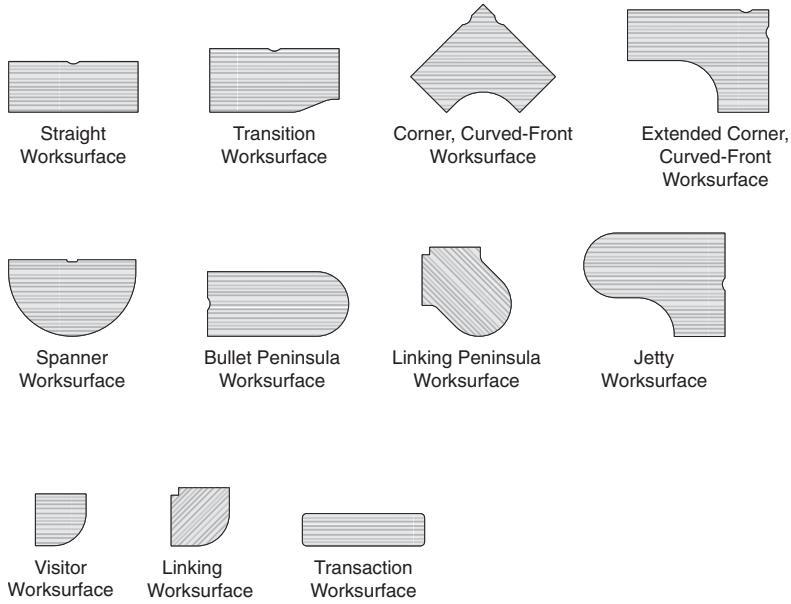 Straight
Worksurface
Transition
Worksurface
Corner, Curved-Front
Worksurface
Extended Corner,
Curved-Front
Worksurface
Spanner
Worksurface
Bullet Peninsula
Worksurface
Linking Peninsula
Worksurface
Jetty
Worksurface
Visitor
Worksurface
Linking
Worksurface
Transaction
Worksurface